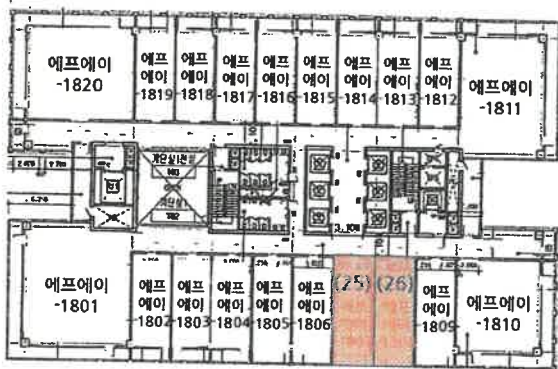 에프에이
-1820
에프
에이
-1819
에프
에이
-1818
에프
에이
-1817
에프
에이
-1816
에프
에이
-1815
에프
에이
-1814
에프
에이
-1813
에프
에이
-1812
에프에이
-1811
에프에이
-1801
에프
에이
-1802
에프
에이
-1803
에프
에이
-1804
에프
에이
-1805
에프
에이
-1806
(25)
(26)
에프
에이
-1809
에프에이
-1810